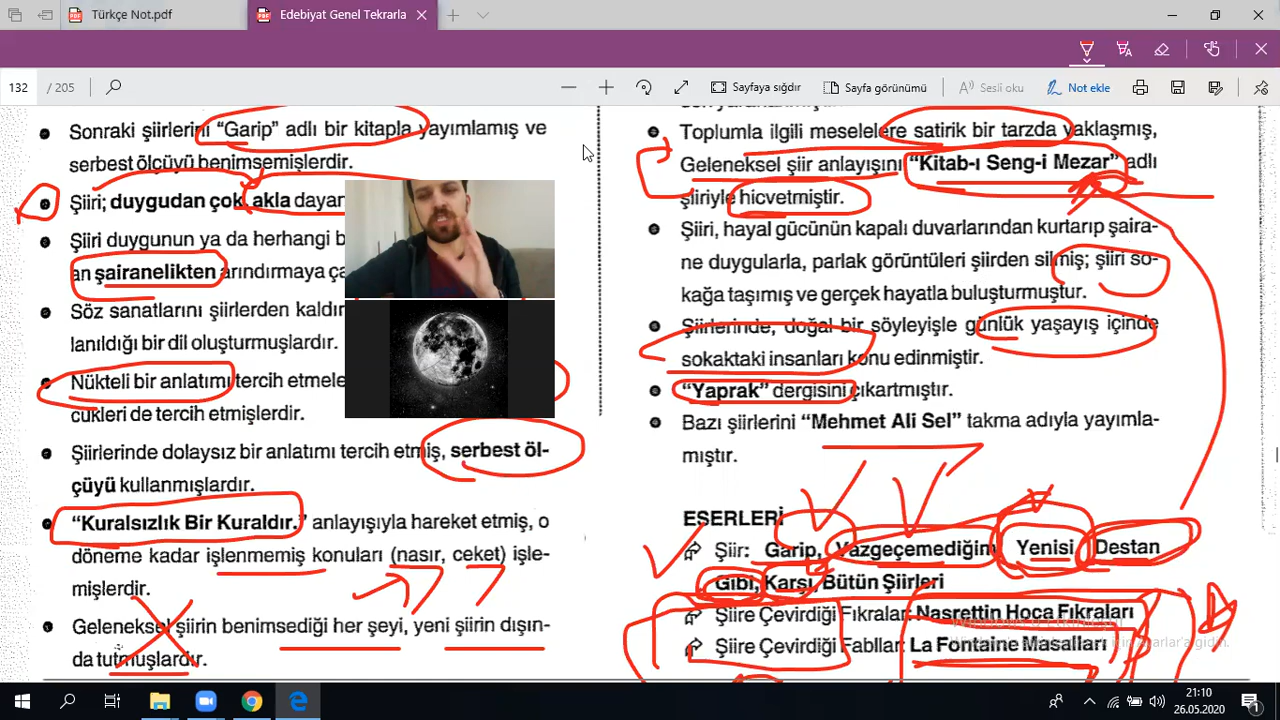 Türkçe Not.pdf
Edebiyat Genel Tekrarla
132 / 205
Sayfaya sığdır
Sayfa görünümü
Sesli oku
Not ekle
Sonraki şiirlerini “Garip” adlı bir kitapla yayımlamış ve
serbest ölçüyü benimsemişlerdir.
Şiiri; duygudan çok, akla dayan
Şiiri duygunun ya da herhangi b
an şairanelikten arındırmaya ça
Söz sanatlarını şiirlerden kaldır
lanıldığı bir dil oluşturmuşlardır.
Nükteli bir anlatımı tercih etmele
cükleri de tercih etmişlerdir.
Şiirlerinde dolaysız bir anlatım tercih etmiş, serbest öl-
çüyü kullanmışlardır.
“Kuralsızlık Bir Kuraldır.” anlayışıyla hareket etmiş, o
döneme kadar işlenmemiş konuları (nasır, ceket) işle-
mişlerdir.
Geleneksel şiirin benimsediği her şeyi, yeni şiirin dışın-
da tutmuşlardır.
Toplumla ilgili meselelere satirik bir tarzda yaklaşmış,
Geleneksel şiir anlayışını “Kitab-ı Seng-i Mezar” adlı
şiiriyle hicvetmiştir.
Şiiri, hayal gücünün kapalı duvarlarından kurtarıp şaira-
ne duygularla, parlak görüntüleri şiirden silmiş; şiiri so-
kağa taşımış ve gerçek hayatla buluşturmuştur.
Şiirlerinde, doğal bir söyleyişle günlük yaşayış içinde
sokaktaki insanları konu edinmiştir.
“Yaprak” dergisini çıkartmıştır.
Bazı şiirlerini “Mehmet Ali Sel” takma adıyla yayımla-
mıştır.
ESERLERİ
Şiir: Garip, Vazgeçemediğim, Yenisi, Destan
Gibi, Karşı, Bütün Şiirleri
Şiire Çevirdiği Fıkralar: Nasrettin Hoca Fıkraları
Şiire Çevirdiği Fabllar: La Fontaine Masalları
21:10
26.05.2020